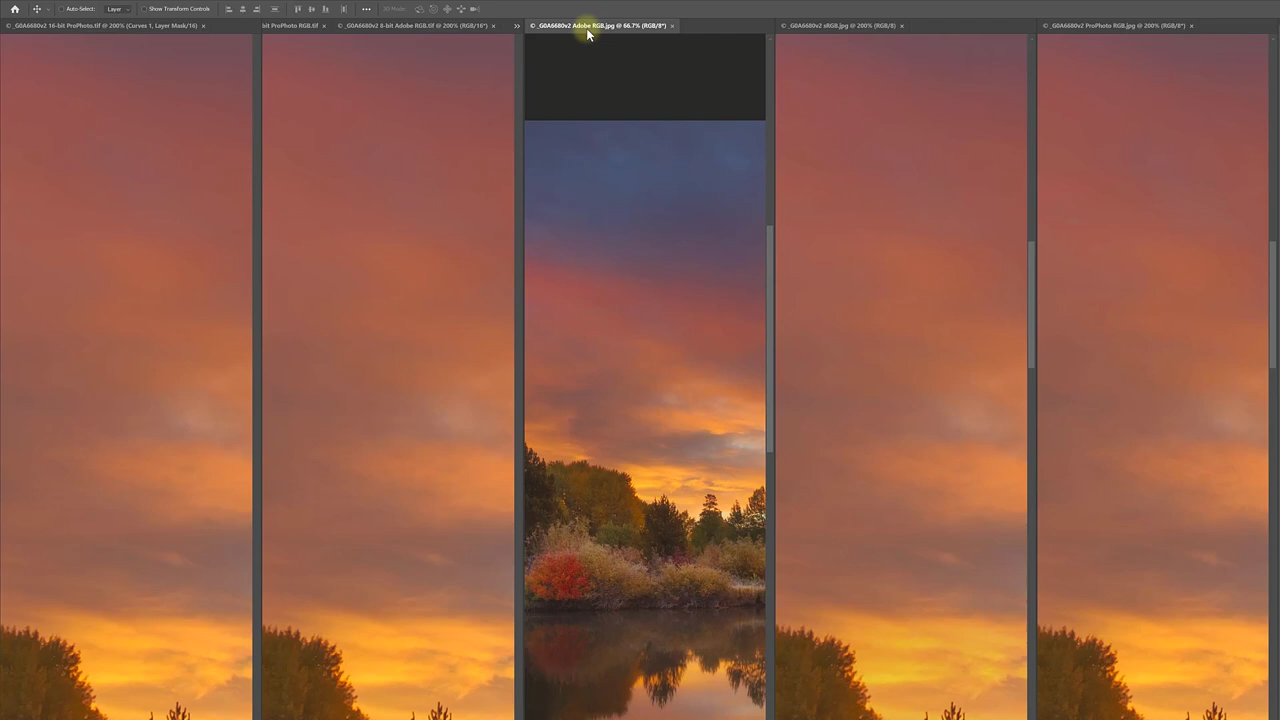 Auto-Select: Layer Show Transform Controls ••• 3D Mode:
© _G0A6680v2 16-bit ProPhoto.tif @ 200% (Curves 1, Layer Mask/16) ×
bit ProPhoto RGB.tif ×
© _G0A6680v2 8-bit Adobe RGB.tif @ 200% (RGB/16*) × »
© _G0A6680v2 Adobe RGB.jpg @ 66.7% (RGB/8*) ×
© _G0A6680v2 sRGB.jpg @ 200% (RGB/8) ×
© _G0A6680v2 ProPhoto RGB.jpg @ 200% (RGB/8*) ×